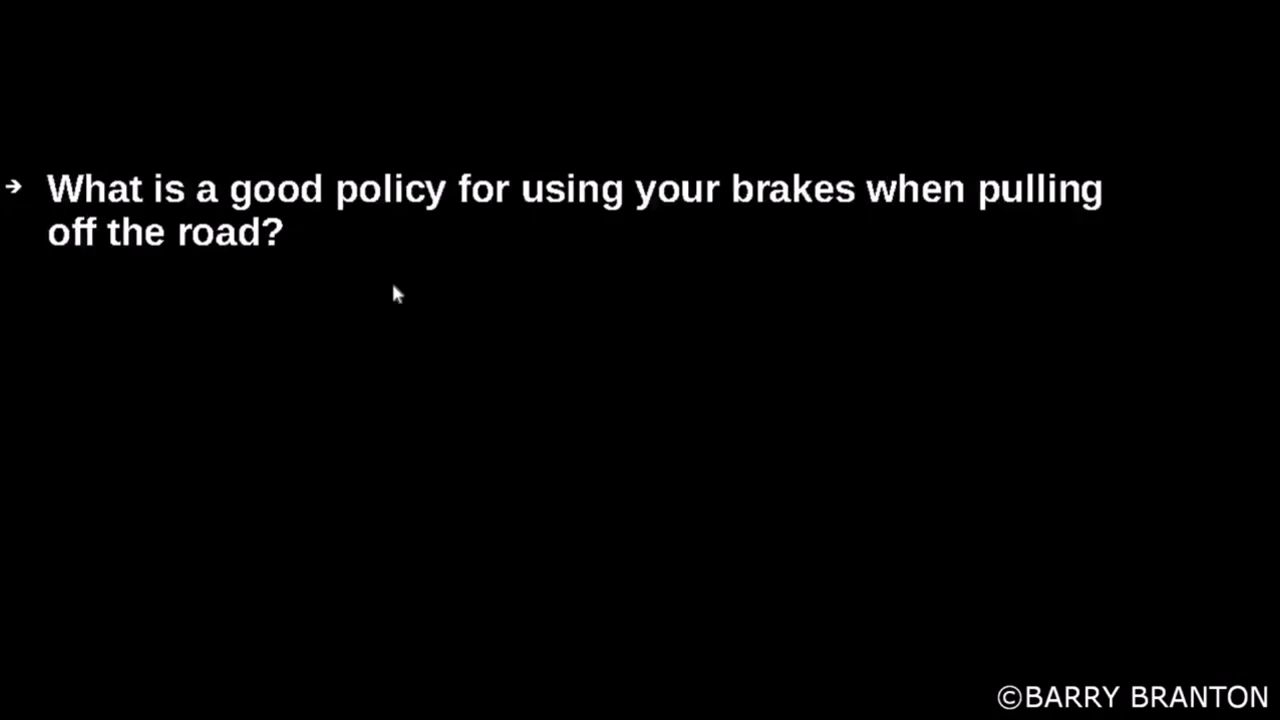 → What is a good policy for using your brakes when pulling
off the road?
©BARRY BRANTON